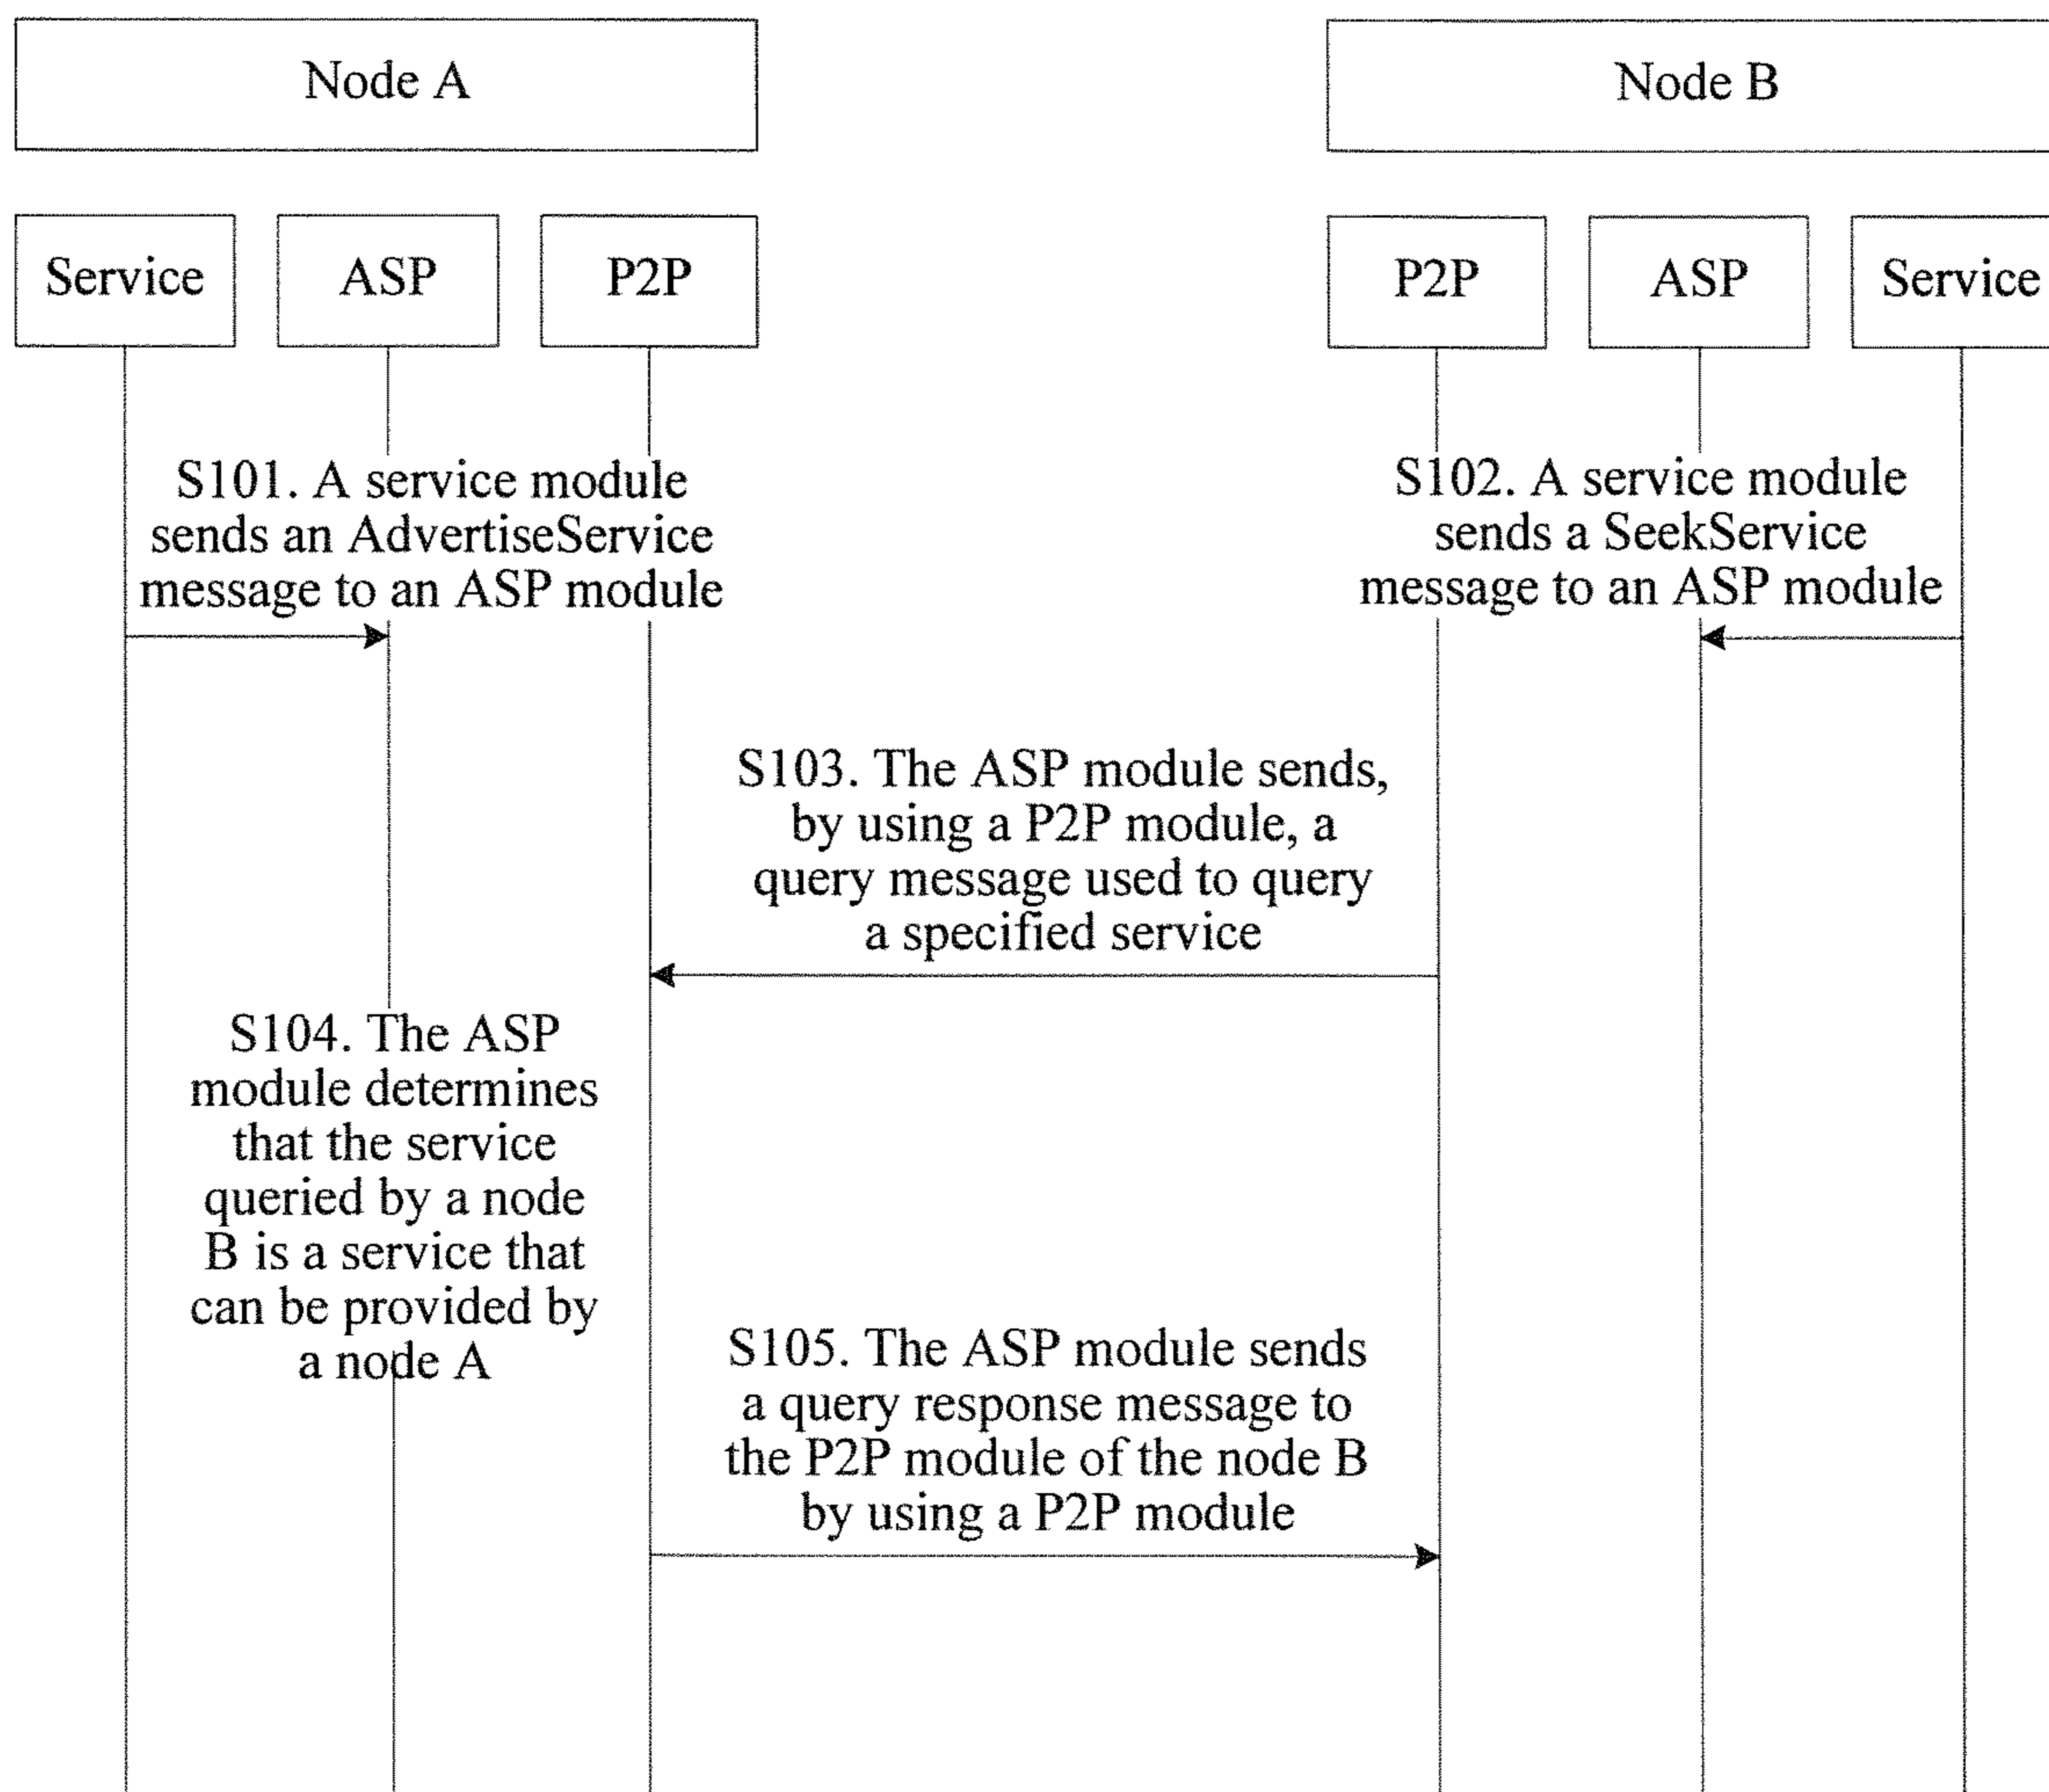 Node A
Node B
Service
ASP
P2P
P2P
ASP
Service
S101. A service module
sends an AdvertiseService
message to an ASP module
S102. A service module
sends a SeekService
message to an ASP module
S103. The ASP module sends,
by using a P2P module, a
query message used to query
a specified service
S104. The ASP
module determines
that the service
queried by a node
B is a service that
can be provided by
a node A
S105. The ASP module sends
a query response message to
the P2P module of the node B
by using a P2P module